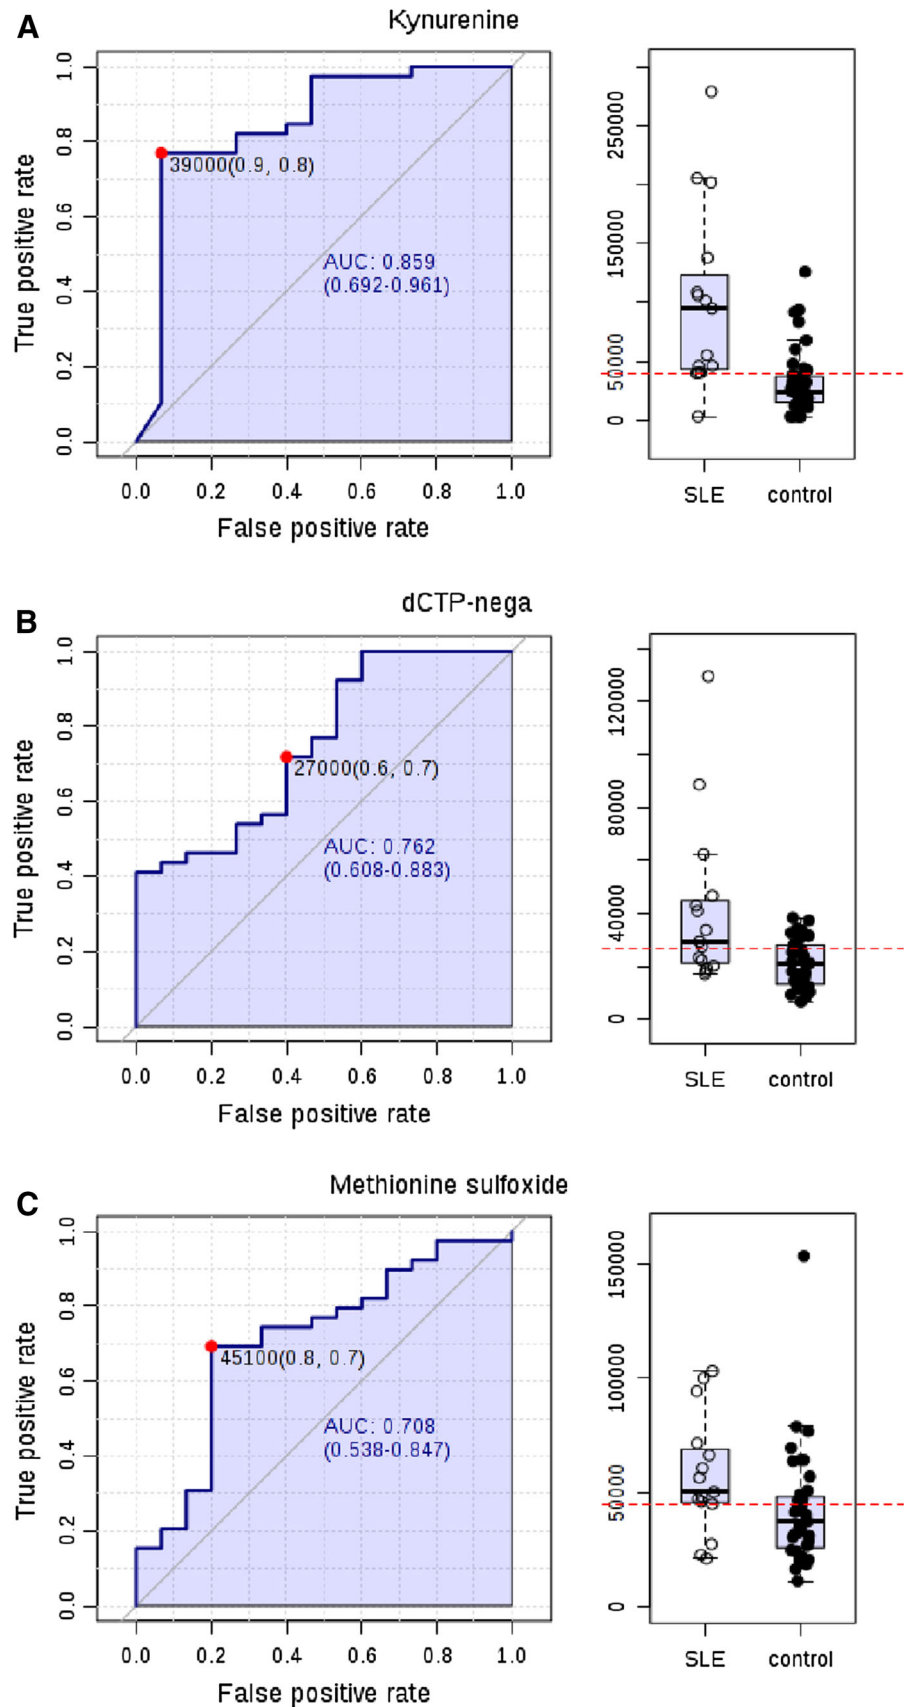 A
Kynurenine
True positive rate
1.0
0.8
0.6
0.4
0.2
0.0
39000(0.9, 0.8)
AUC: 0.859
(0.692-0.961)
0.0 0.2 0.4 0.6 0.8 1.0
False positive rate
250000
150000
50000
0
SLE control
B
dCTP-nega
True positive rate
1.0
0.8
0.6
0.4
0.2
0.0
27000(0.6, 0.7)
AUC: 0.762
(0.608-0.883)
0.0 0.2 0.4 0.6 0.8 1.0
False positive rate
120000
80000
40000
0
SLE control
C
Methionine sulfoxide
True positive rate
1.0
0.8
0.6
0.4
0.2
0.0
45100(0.8, 0.7)
AUC: 0.708
(0.538-0.847)
0.0 0.2 0.4 0.6 0.8 1.0
False positive rate
150000
100000
50000
0
SLE control